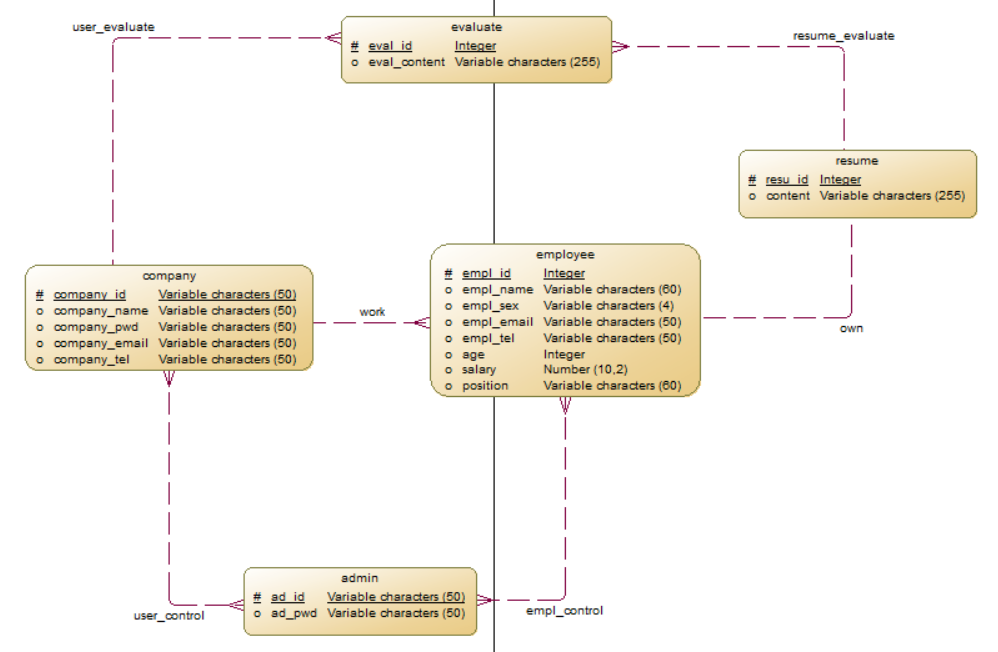 user_evaluate
evaluate
# eval_id Integer
o eval_content Variable characters (255)
resume_evaluate
resume
# resu_id Integer
o content Variable characters (255)
company
# company_id Variable characters (50)
o company_name Variable characters (50)
o company_pwd Variable characters (50)
o company_email Variable characters (50)
o company_tel Variable characters (50)
work
employee
# empl_id Integer
o empl_name Variable characters (60)
o empl_sex Variable characters (4)
o empl_email Variable characters (50)
o empl_tel Variable characters (50)
o age Integer
o salary Number (10,2)
o position Variable characters (60)
own
admin
# ad_id Variable characters (50)
o ad_pwd Variable characters (50)
user_control
empl_control